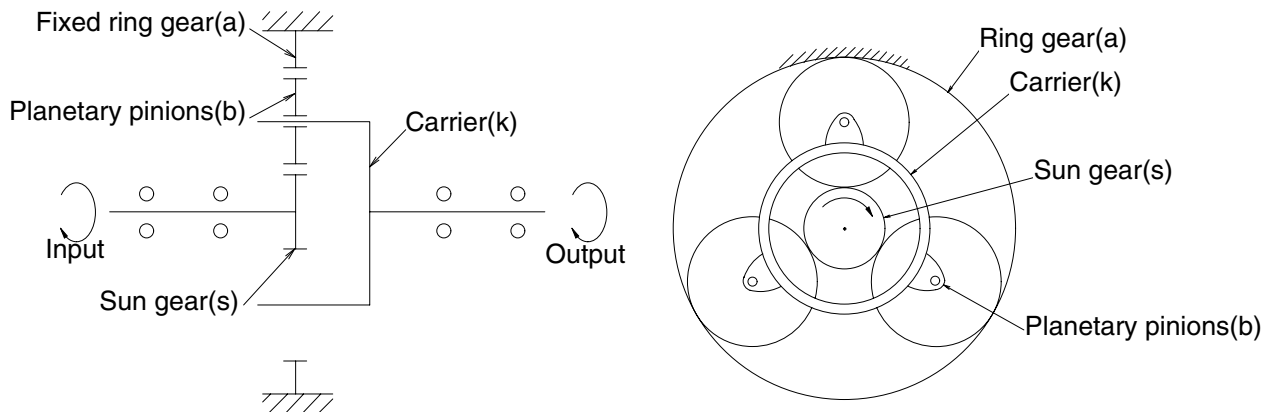 Fixed ring gear(a)
Planetary pinions(b)
Carrier(k)
Input
Output
Sun gear(s)
Ring gear(a)
Carrier(k)
Sun gear(s)
Planetary pinions(b)